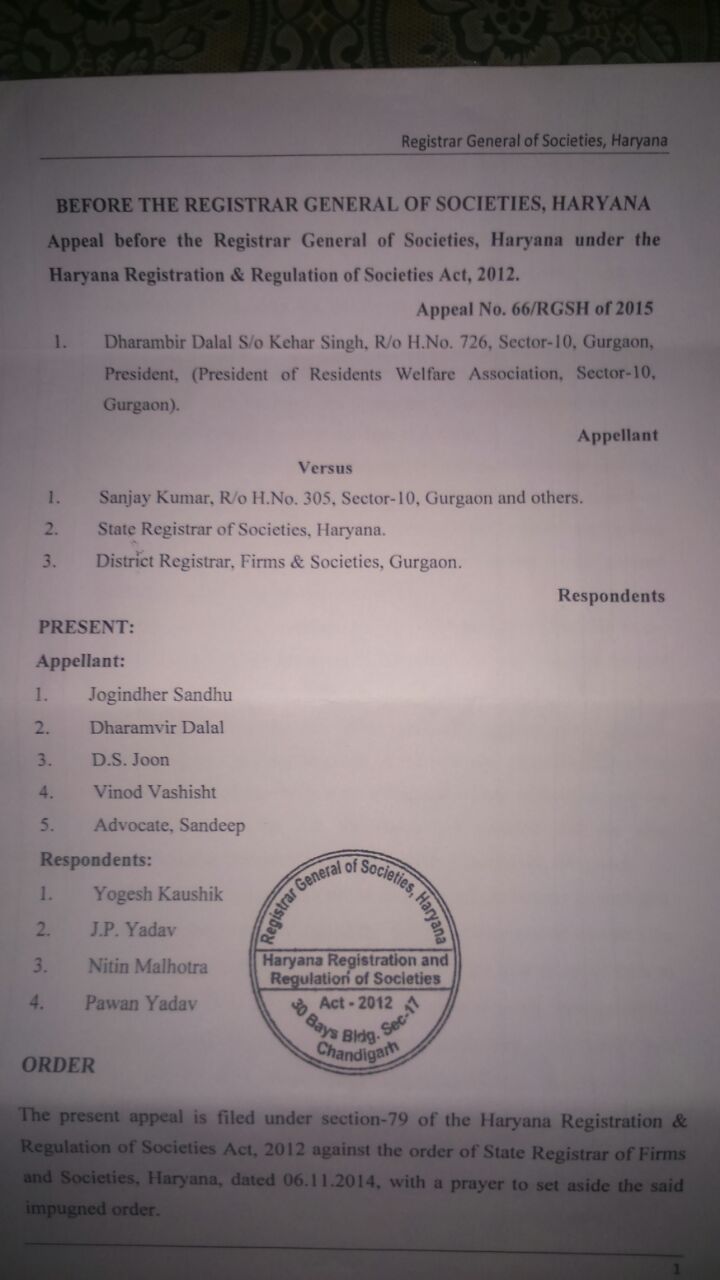 Registrar General of Societies, Haryana
BEFORE THE REGISTRAR GENERAL OF SOCIETIES, HARYANA
Appeal before the Registrar General of Societies, Haryana under the
Haryana Registration & Regulation of Societies Act, 2012.
Appeal No. 66/RGSH of 2015
1. Dharambir Dalal S/o Kehar Singh, R/o H.No. 726, Sector-10, Gurgaon,
President, (President of Residents Welfare Association, Sector-10,
Gurgaon).
Appellant
Versus
1. Sanjay Kumar, R/o H.No. 305, Sector-10, Gurgaon and others.
2. State Registrar of Societies, Haryana.
3. District Registrar, Firms & Societies, Gurgaon.
Respondents
PRESENT:
Appellant:
1. Jogindher Sandhu
2. Dharamvir Dalal
3. D.S. Joon
4. Vinod Vashisht
5. Advocate, Sandeep
Respondents:
1. Yogesh Kaushik
2. J.P. Yadav
3. Nitin Malhotra
4. Pawan Yadav
Registrar General of Societies, Haryana
Haryana Registration and
Regulation of Societies
Act - 2012
30 Bays Bldg. Sec-17
Chandigarh
ORDER
The present appeal is filed under section-79 of the Haryana Registration &
Regulation of Societies Act, 2012 against the order of State Registrar of Firms
and Societies, Haryana, dated 06.11.2014, with a prayer to set aside the said
impugned order.
1